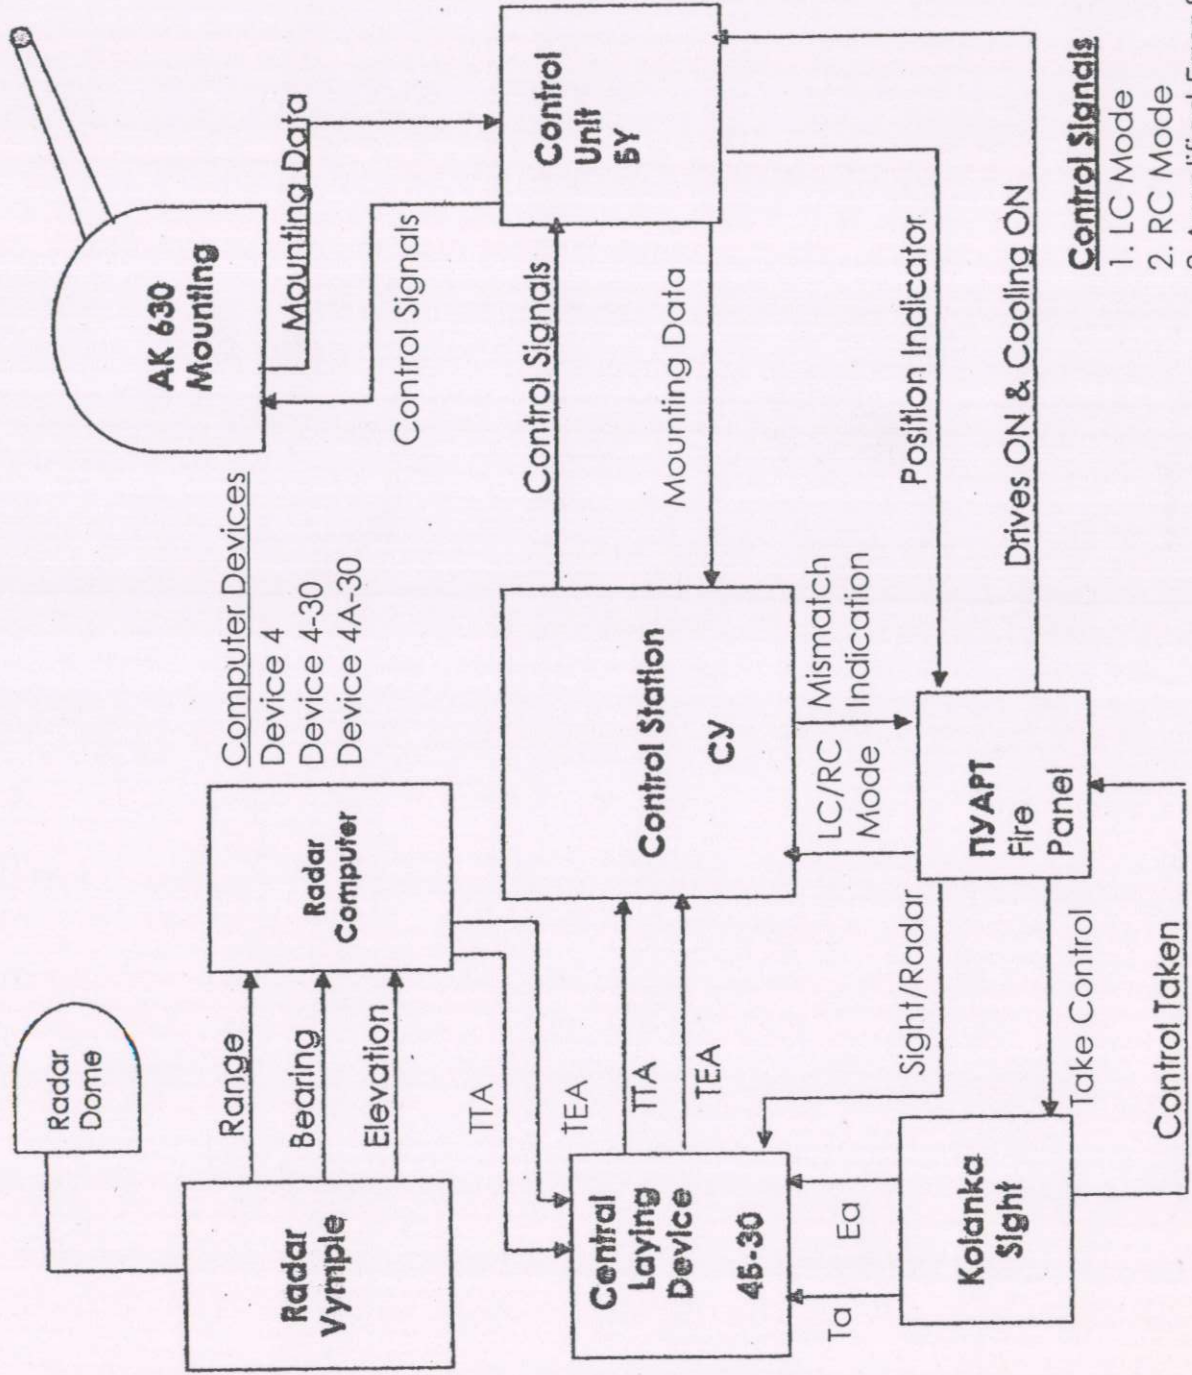 Radar
Dome
Radar
Vymple
Range
Bearing
Elevation
Radar
Computer
Computer Devices
Device 4
Device 4-30
Device 4A-30
AK 630
Mounting
Mounting Data
Control Signals
TTA
TEA
Central
Laying
Device
4Б-30
TTA
TEA
Control Station
СУ
Control Signals
Mounting Data
Control
Unit
БУ
Ta
Ea
Sight/Radar
LC/RC
Mode
Mismatch
Indication
Position Indicator
Kolanka
Sight
Take Control
ПУАРТ
Fire
Panel
Drives ON & Cooling ON
Control Taken
Control Signals
1. LC Mode
2. RC Mode